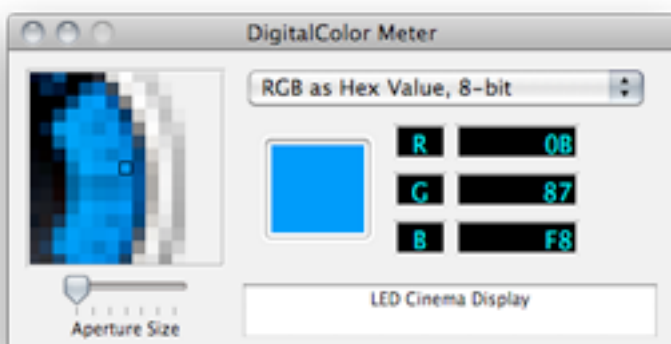 DigitalColor Meter
RGB as Hex Value, 8-bit
R 0B
G 87
B F8
Aperture Size
LED Cinema Display